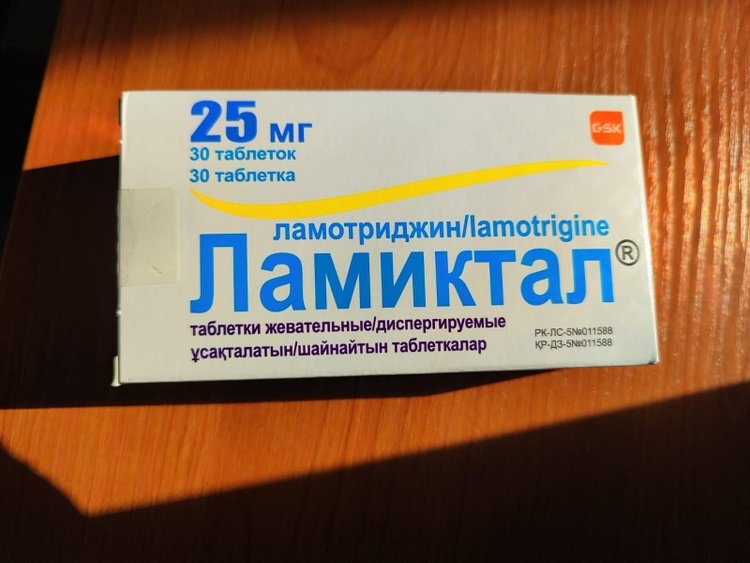 25 мг
30 таблеток
30 таблетка
GSK
ламотриджин/lamotrigine
Ламиктал®
таблетки жевательные/диспергируемые
ұсақталатын/шайнайтын таблеткалар
РК-ЛС-5№011588
ҚР-ДЗ-5№011588